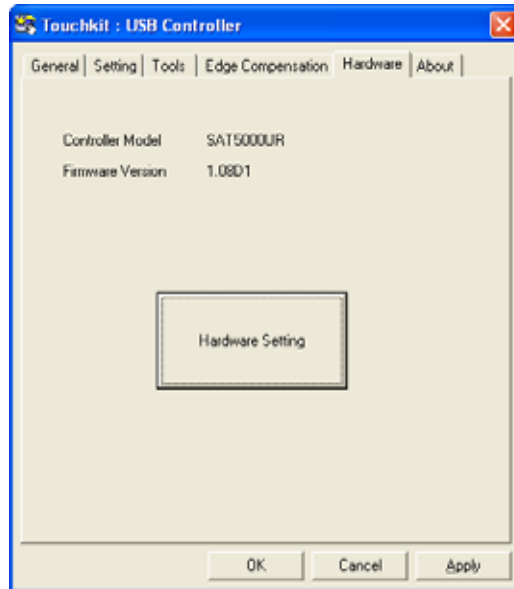 Touchkit : USB Controller
General Setting Tools Edge Compensation Hardware About
Controller Model SAT5000UR
Firmware Version 1.08D1
Hardware Setting
OK Cancel Apply